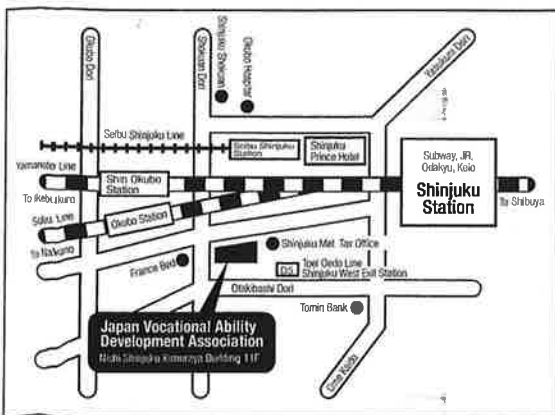 Okubo Dori
Shokuan Dori
Shinjuku Shokuan
Okubo Hospital
Yasukuni Dori
Seibu Shinjuku Line
Seibu Shinjuku
Station
Shinjuku
Prince Hotel
Subway, JR,
Odakyu, Keio
Shinjuku
Station
Yamanote Line
To Ikebukuro
Shin Okubo
Station
To Shibuya
Line
To Nakano
Okubo Station
France Bed
Shinjuku Met. Tax Office
Toei Oedo Line
Shinjuku West Exit Station
Otakibashi Dori
Tomin Bank
Ome Kaido
Japan Vocational Ability
Development Association
Nichi Shinjuku Kimuraya Building 11F